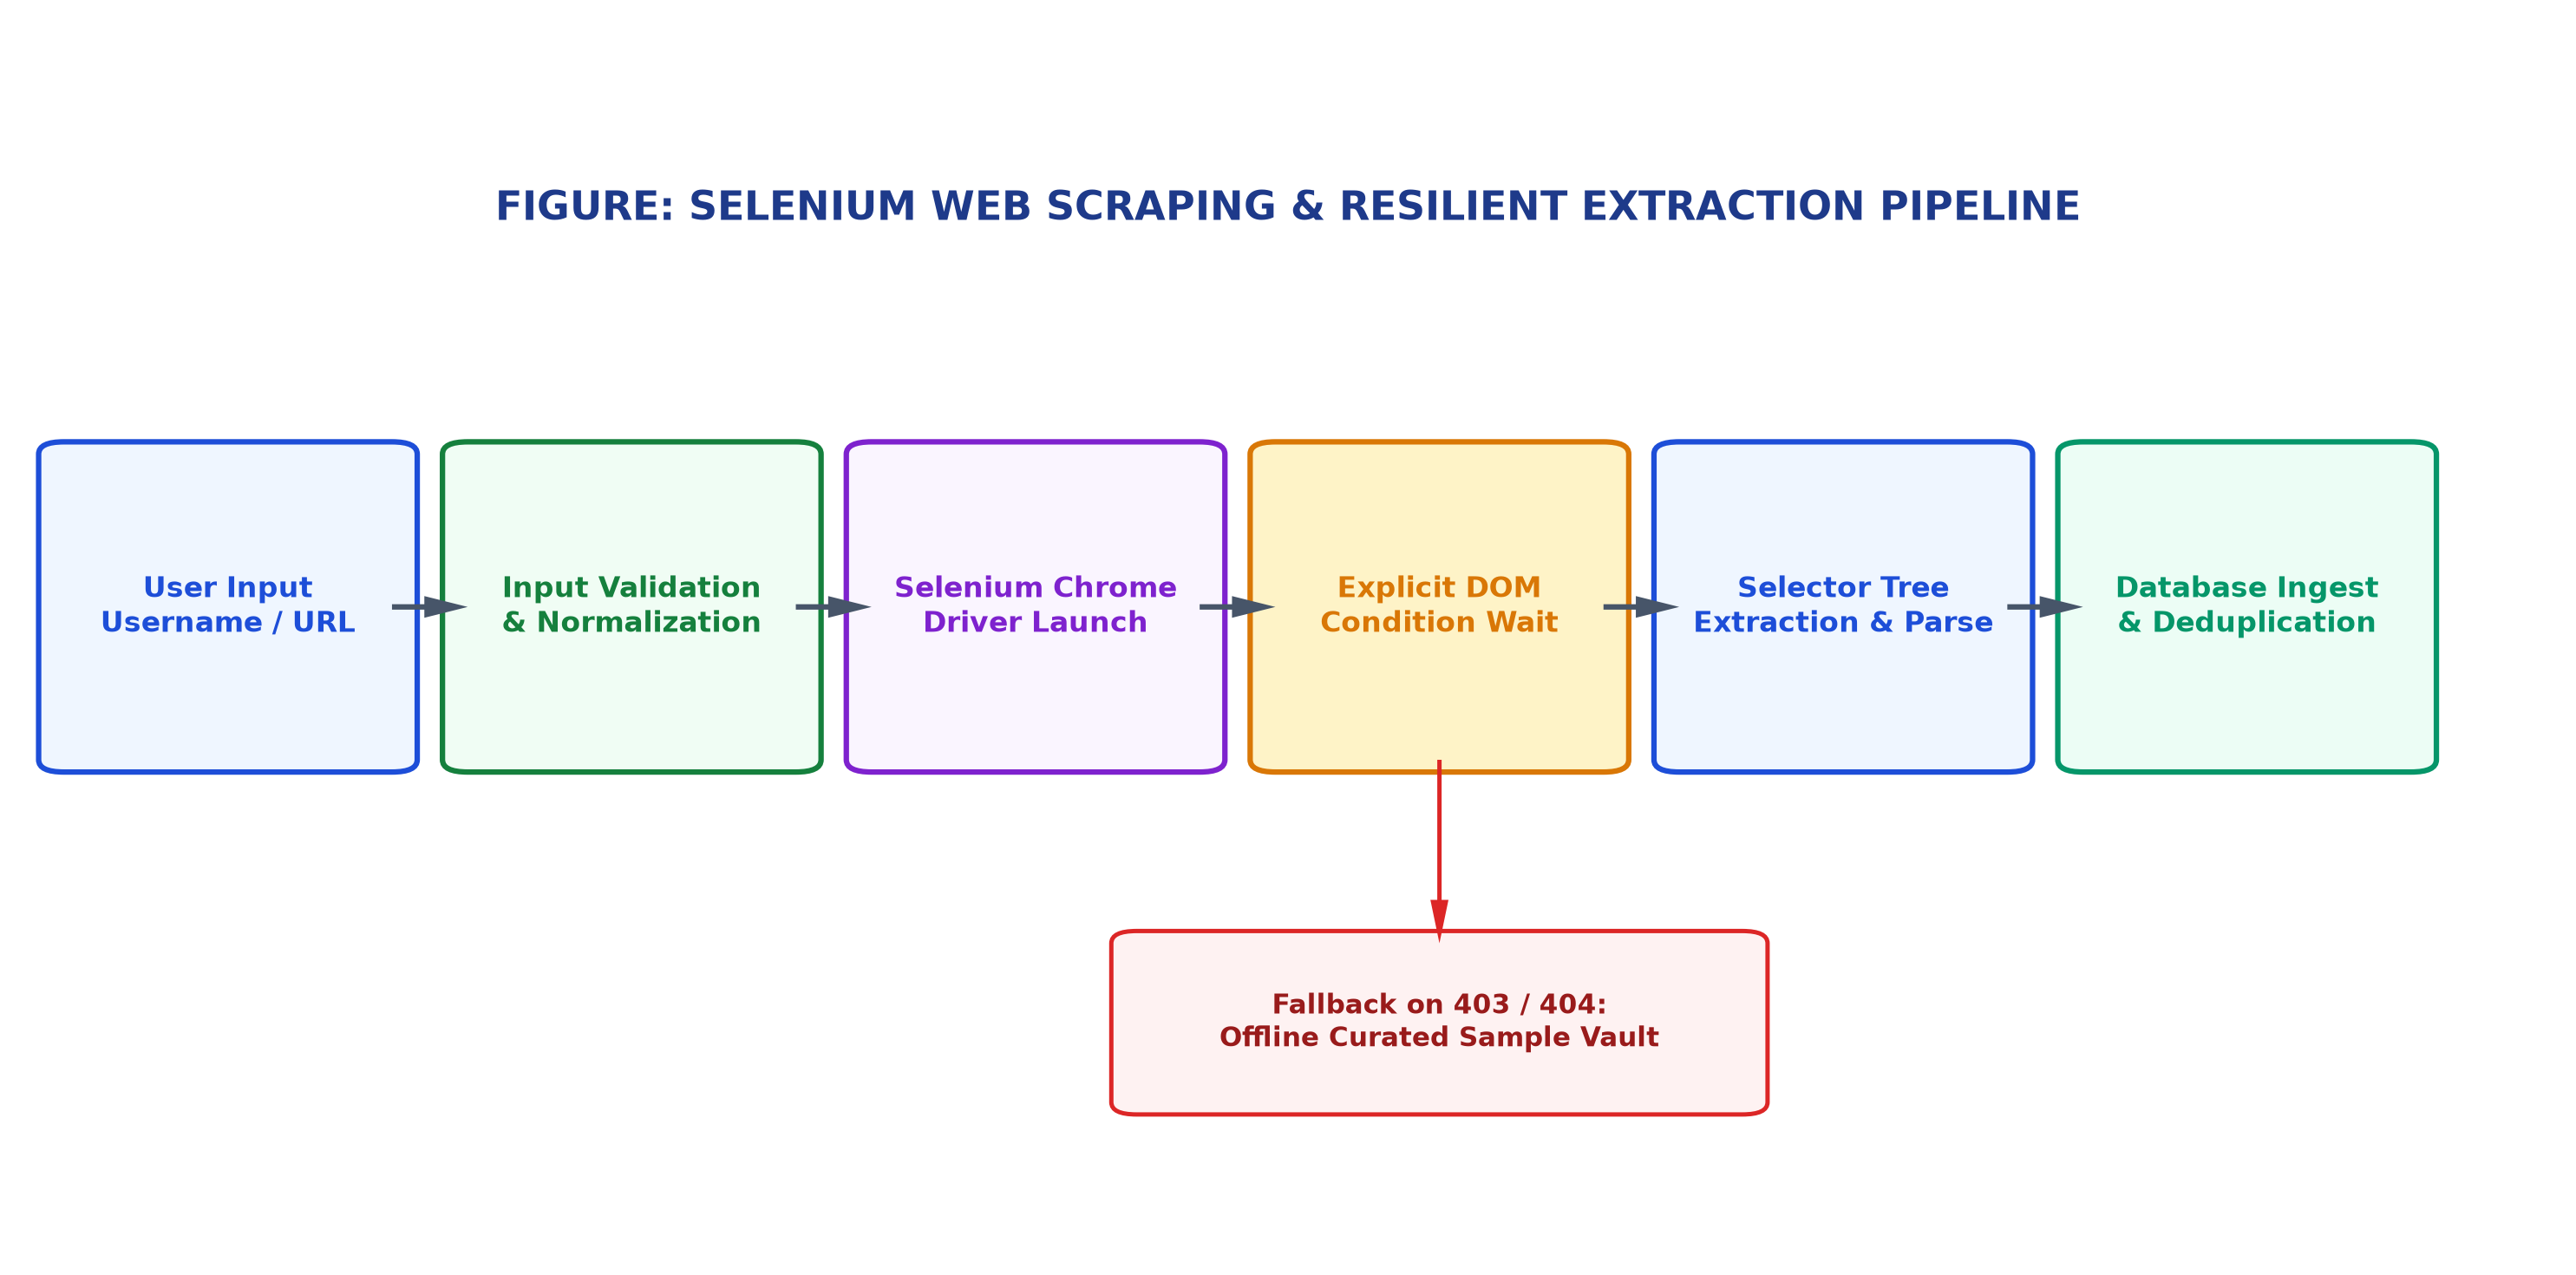 FIGURE: SELENIUM WEB SCRAPING & RESILIENT EXTRACTION PIPELINE
User Input
Username / URL
Input Validation
& Normalization
Selenium Chrome
Driver Launch
Explicit DOM
Condition Wait
Selector Tree
Extraction & Parse
Database Ingest
& Deduplication
Fallback on 403 / 404:
Offline Curated Sample Vault